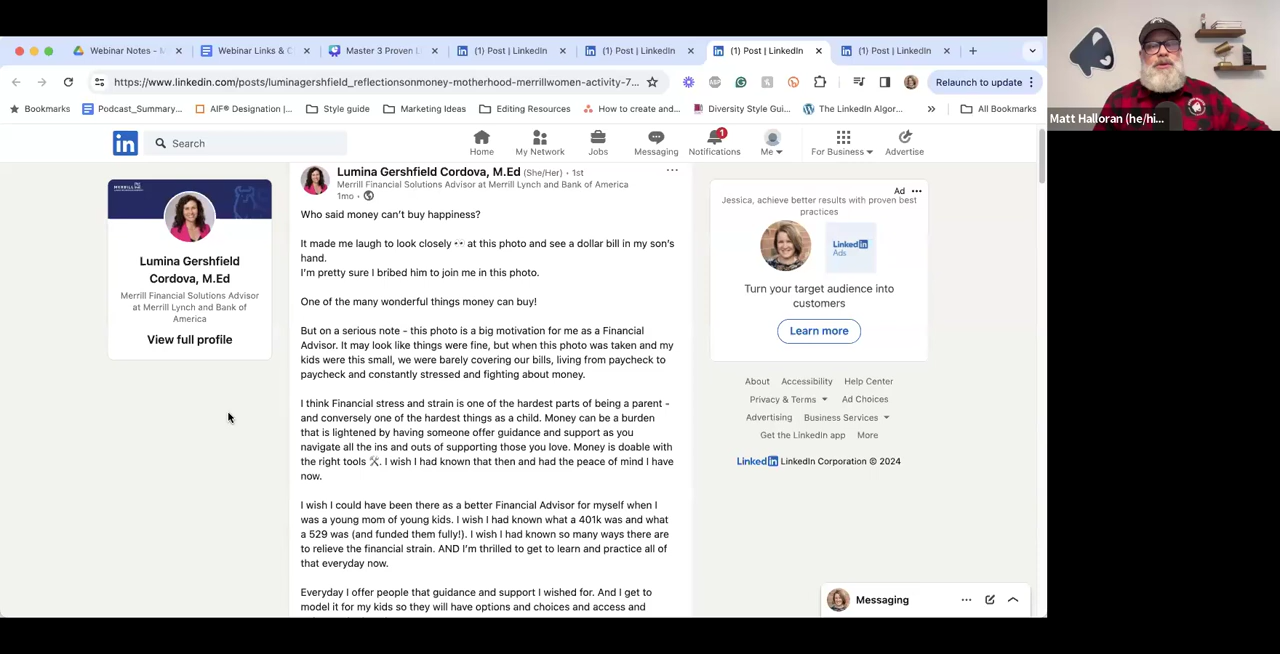 Webinar Notes - M
Webinar Links & C
Master 3 Proven L
(1) Post | LinkedIn
(1) Post | LinkedIn
(1) Post | LinkedIn
(1) Post | LinkedIn
https://www.linkedin.com/posts/luminagershfield_reflectionsonmoney-motherhood-merrillwomen-activity-7...
Relaunch to update
Bookmarks
Podcast_Summary...
AIF® Designation |...
Style guide
Marketing Ideas
Editing Resources
How to create and...
Diversity Style Gui...
The LinkedIn Algor...
»
All Bookmarks
in
Search
Home
My Network
Jobs
Messaging
1
Notifications
Me
For Business
Advertise
MERRILL
Lumina Gershfield
Cordova, M.Ed
Merrill Financial Solutions Advisor
at Merrill Lynch and Bank of
America
View full profile
Lumina Gershfield Cordova, M.Ed (She/Her) · 1st
Merrill Financial Solutions Advisor at Merrill Lynch and Bank of America
1mo ·
Who said money can't buy happiness?
It made me laugh to look closely 👀 at this photo and see a dollar bill in my son's
hand.
I'm pretty sure I bribed him to join me in this photo.
One of the many wonderful things money can buy!
But on a serious note - this photo is a big motivation for me as a Financial
Advisor. It may look like things were fine, but when this photo was taken and my
kids were this small, we were barely covering our bills, living from paycheck to
paycheck and constantly stressed and fighting about money.
I think Financial stress and strain is one of the hardest parts of being a parent -
and conversely one of the hardest things as a child. Money can be a burden
that is lightened by having someone offer guidance and support as you
navigate all the ins and outs of supporting those you love. Money is doable with
the right tools 🛠. I wish I had known that then and had the peace of mind I have
now.
I wish I could have been there as a better Financial Advisor for myself when I
was a young mom of young kids. I wish I had known what a 401k was and what
a 529 was (and funded them fully!). I wish I had known so many ways there are
to relieve the financial strain. AND I'm thrilled to get to learn and practice all of
that everyday now.
Everyday I offer people that guidance and support I wished for. And I get to
model it for my kids so they will have options and choices and access and
Ad
Jessica, achieve better results with proven best
practices
Linked in
Ads
Turn your target audience into
customers
Learn more
About Accessibility Help Center
Privacy & Terms Ad Choices
Advertising Business Services
Get the LinkedIn app More
Linked in LinkedIn Corporation © 2024
Messaging
Matt Halloran (he/hi...